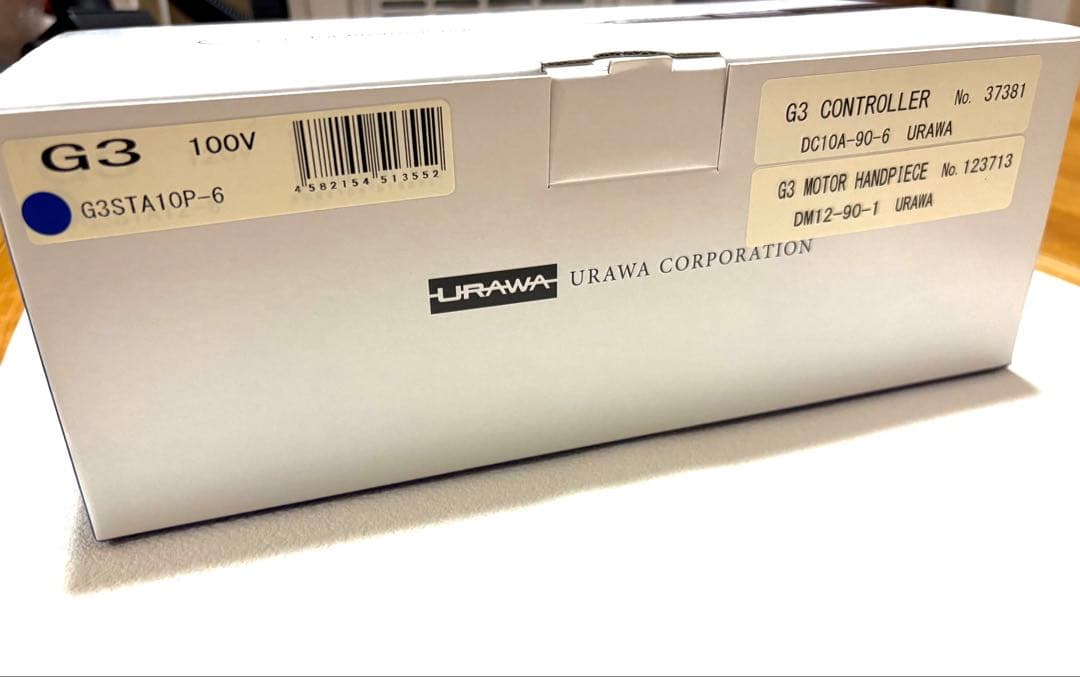 G3 100V
4 582154 513552
G3STA10P-6
G3 CONTROLLER No. 37381
DC10A-90-6 URAWA
G3 MOTOR HANDPIECE No. 123713
DM12-90-1 URAWA
URAWA URAWA CORPORATION